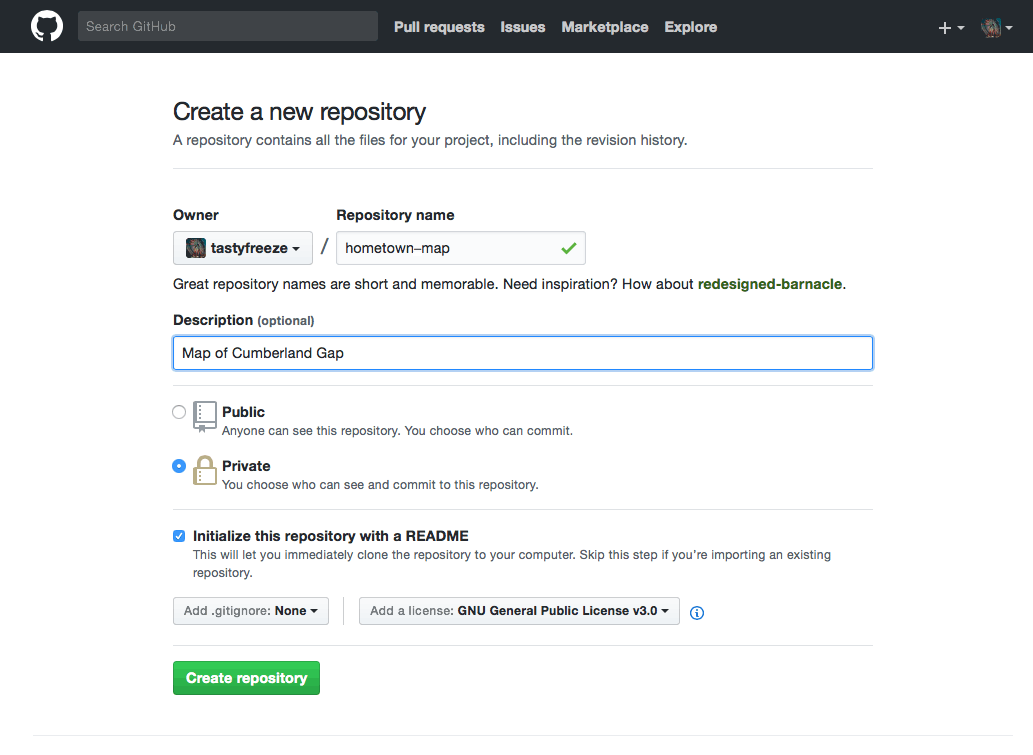 Search GitHub Pull requests Issues Marketplace Explore
Create a new repository
A repository contains all the files for your project, including the revision history.
Owner Repository name
tastyfreeze / hometown–map
Great repository names are short and memorable. Need inspiration? How about redesigned-barnacle.
Description (optional)
Map of Cumberland Gap
Public
Anyone can see this repository. You choose who can commit.
Private
You choose who can see and commit to this repository.
Initialize this repository with a README
This will let you immediately clone the repository to your computer. Skip this step if you're importing an existing
repository.
Add .gitignore: None Add a license: GNU General Public License v3.0
Create repository